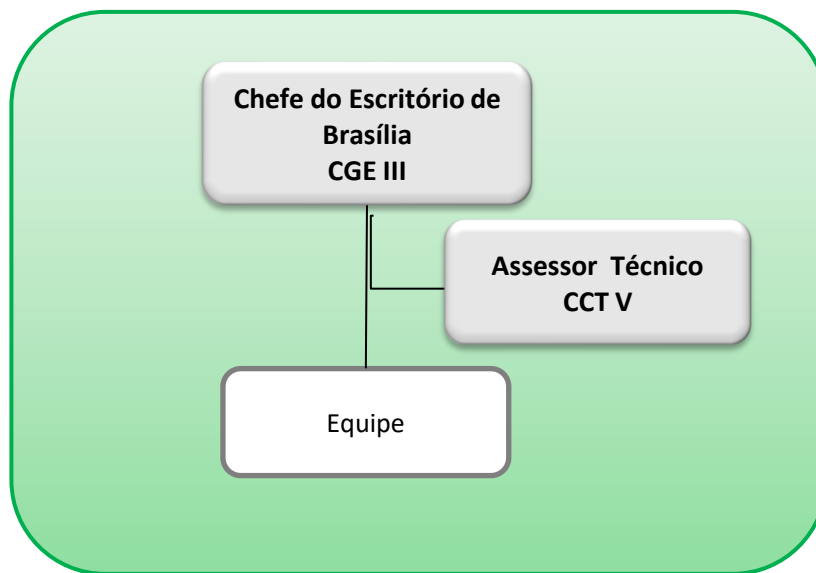 Chefe do Escritório de
Brasília
CGE III
Assessor Técnico
CCT V
Equipe